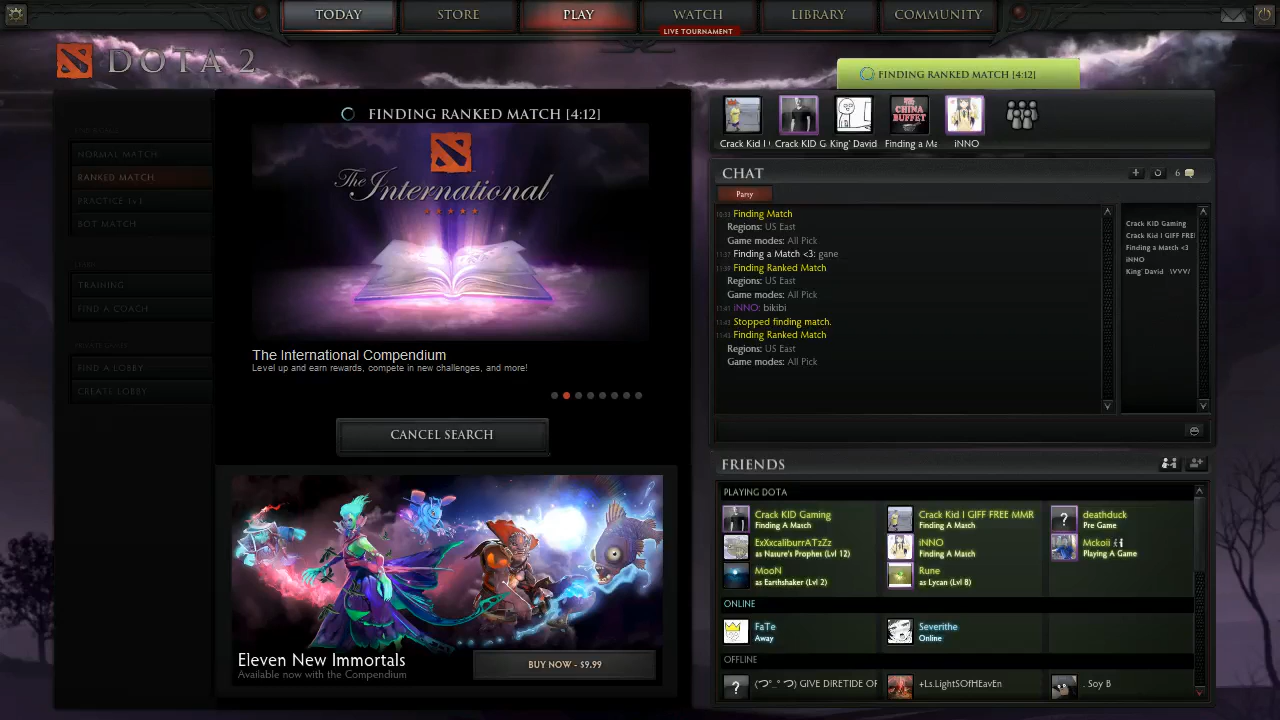 TODAY
STORE
PLAY
WATCH
LIBRARY
COMMUNITY
LIVE TOURNAMENT
DOTA 2
FINDING RANKED MATCH [4:12]
NORMAL MATCH
RANKED MATCH
PRACTICE 1v1
BOT MATCH
TRAINING
FIND A COACH
FIND A LOBBY
CREATE LOBBY
FINDING RANKED MATCH [4:12]
The International
The International Compendium
Level up and earn rewards, compete in new challenges, and more!
CANCEL SEARCH
Eleven New Immortals
Available now with the Compendium
BUY NOW - $9.99
THE CHINA BUFFET
Crack Kid I
Crack KID G
King' David
Finding a Ma
iNNO
CHAT
6
Party
Finding Match
Regions: US East
Game modes: All Pick
Finding a Match <3: gane
Finding Ranked Match
Regions: US East
Game modes: All Pick
iNNO: bikibi
Stopped finding match.
Finding Ranked Match
Regions: US East
Game modes: All Pick
Crack KID Gaming
Crack Kid I GIFF FREE
Finding a Match <3
iNNO
King' David \VVV/
FRIENDS
PLAYING DOTA
Crack KID Gaming
Finding A Match
Crack Kid I GIFF FREE MMR
Finding A Match
deathduck
Pre Game
ExXxcaliburrATzZz
as Nature's Prophet (Lvl 12)
iNNO
Finding A Match
Mckoii
Playing A Game
MooN
as Earthshaker (Lvl 2)
Rune
as Lycan (Lvl 8)
ONLINE
FaTe
Away
Severithe
Online
OFFLINE
(つ°_°つ) GIVE DIRETIDE OF
+Ls.LightSOfHEavEn
. Soy B